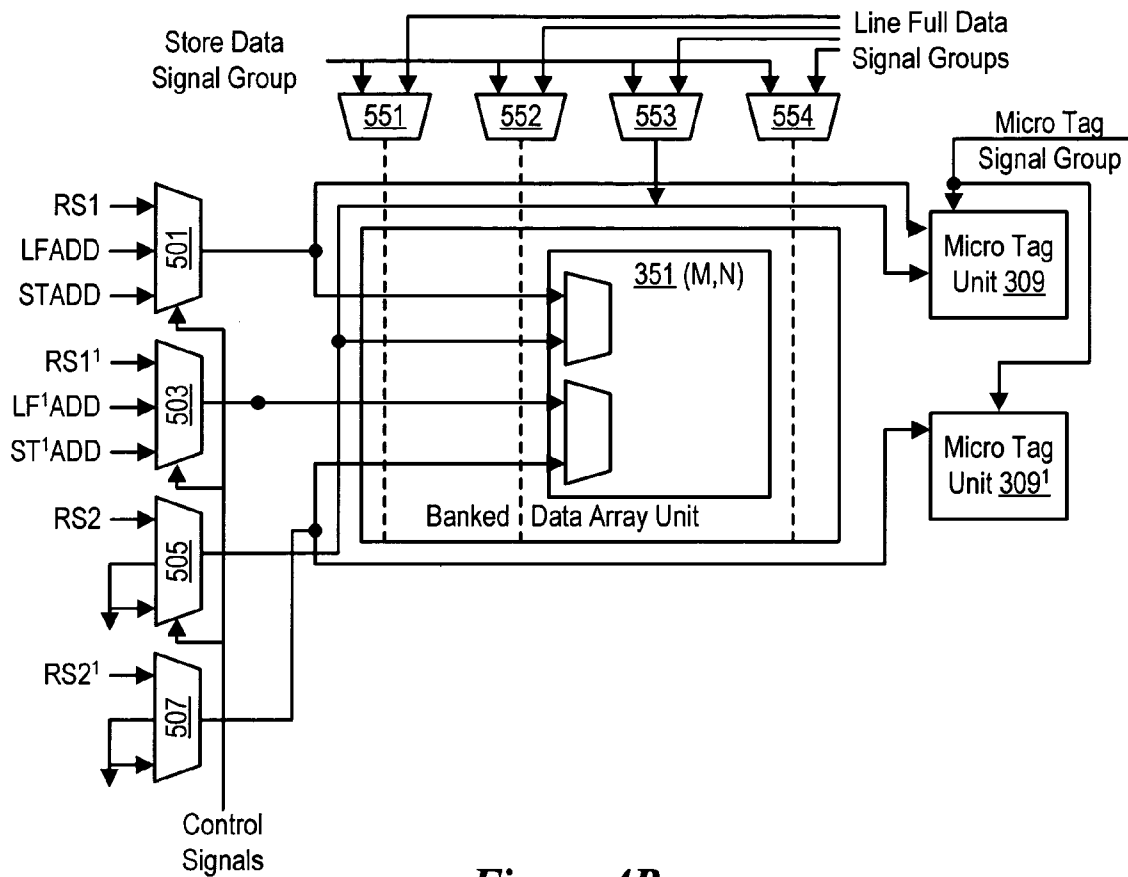 Store Data
Signal Group
Line Full Data
Signal Groups
551
552
553
554
Micro Tag
Signal Group
RS1
LFADD
STADD
501
351 (M,N)
Micro Tag
Unit 309
RS1¹
LF¹ADD
ST¹ADD
503
Micro Tag
Unit 309¹
RS2
505
Banked Data Array Unit
RS2¹
507
Control
Signals